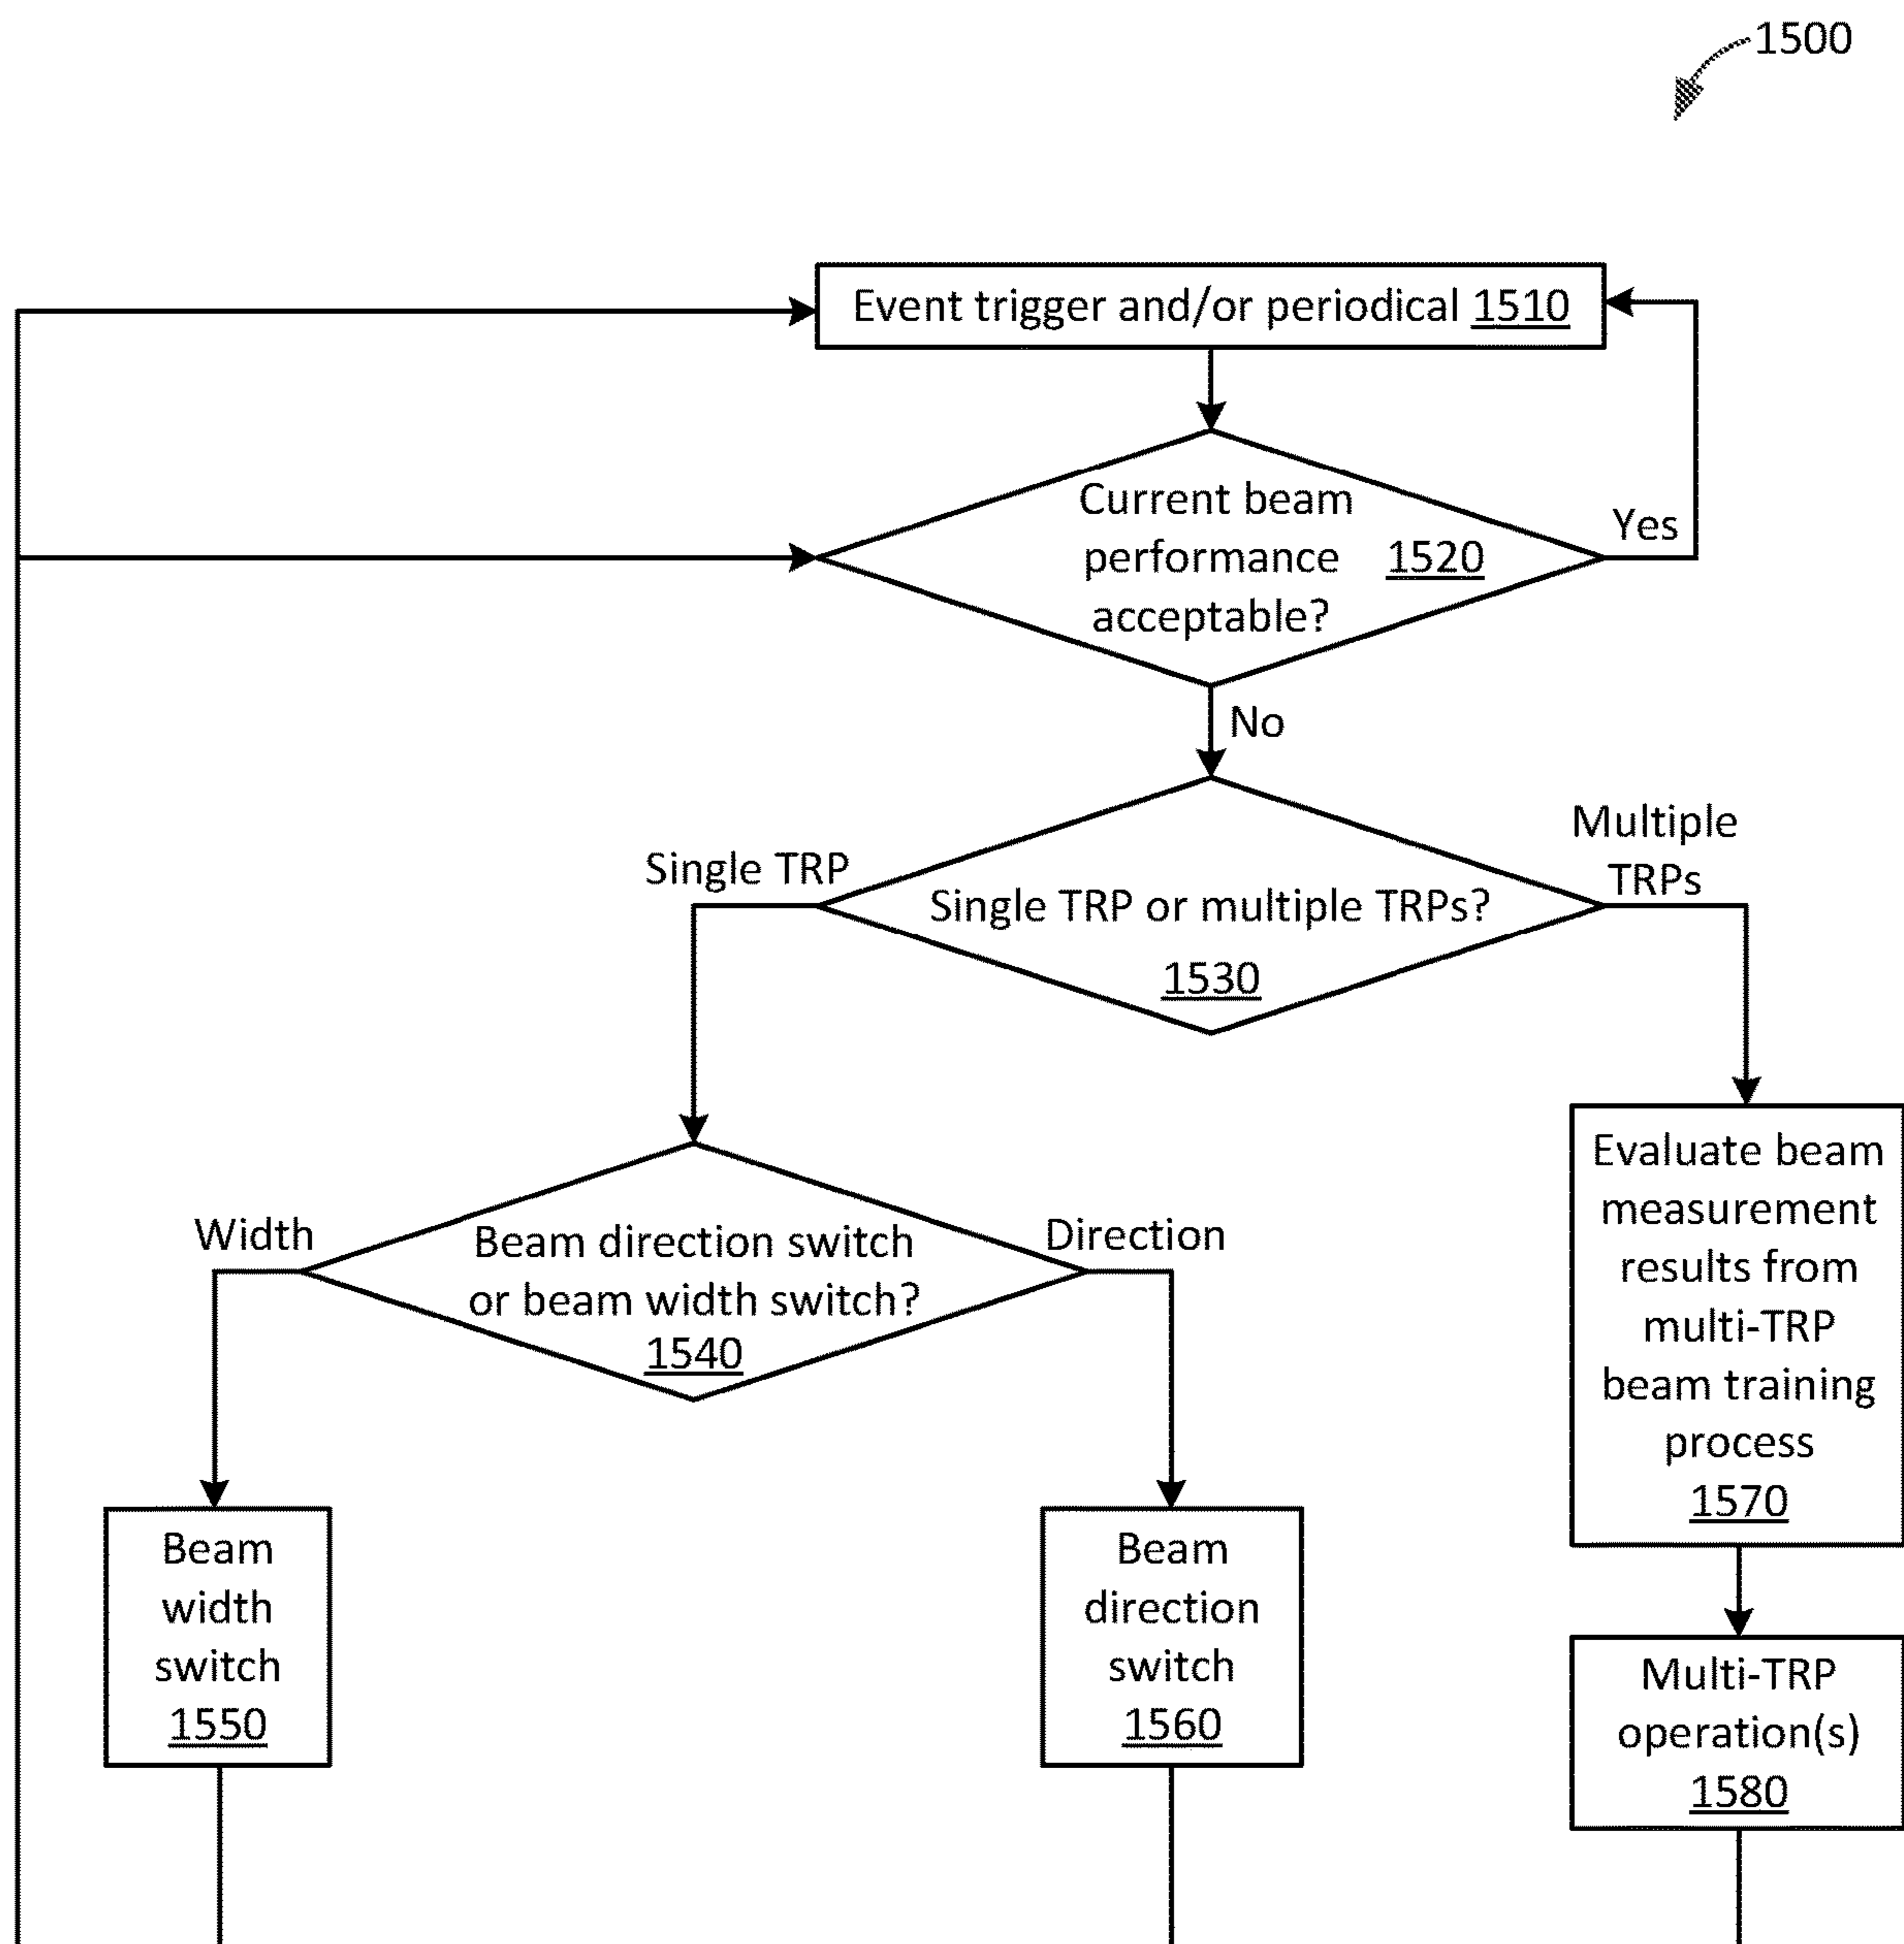 1500
Event trigger and/or periodical 1510
Current beam
performance 1520
acceptable?
Yes
No
Single TRP
Multiple
TRPs
Single TRP or multiple TRPs?
1530
Width
Beam direction switch
or beam width switch?
1540
Direction
Evaluate beam
measurement
results from
multi-TRP
beam training
process
1570
Beam
width
switch
1550
Beam
direction
switch
1560
Multi-TRP
operation(s)
1580